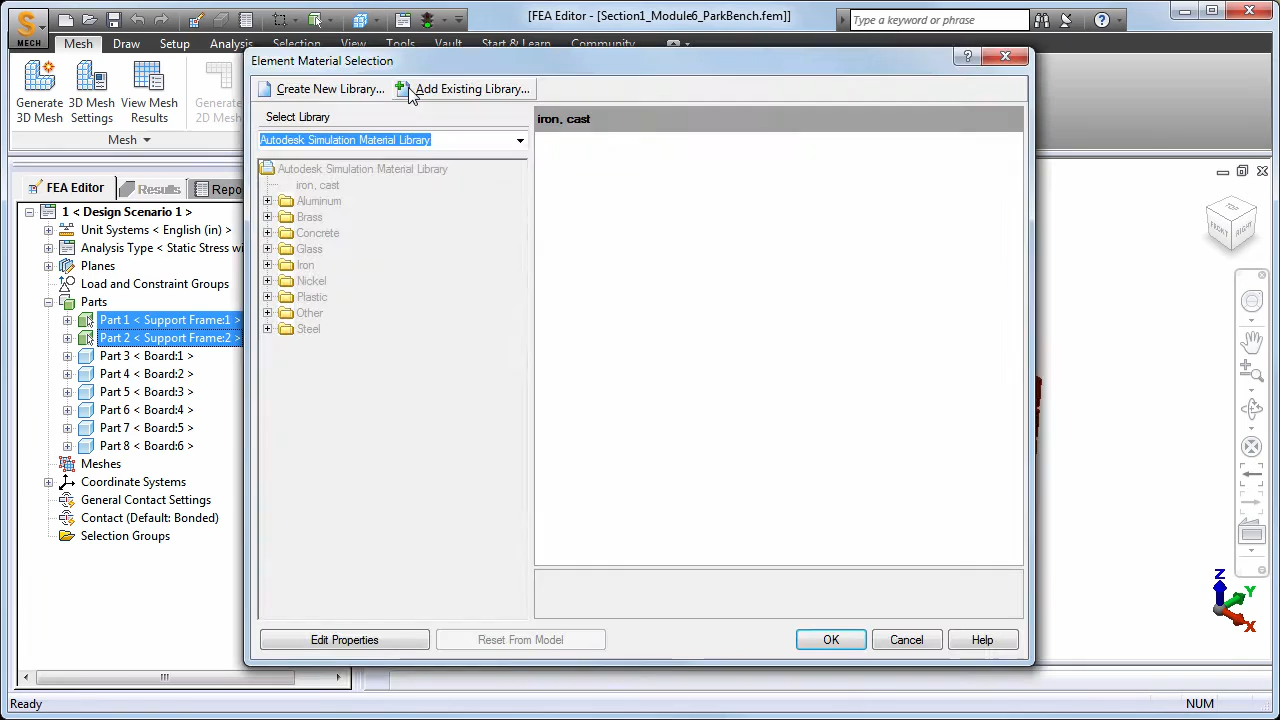 [FEA Editor - [Section1_Module6_ParkBench.fem]]
Type a keyword or phrase
MECH
Mesh Draw Setup Analysis Selection View Tools Vault Start & Learn Community
Generate 3D Mesh
3D Mesh Settings
View Mesh Results
Generate 2D Mesh
Mesh
FEA Editor
Results
Repo
1 < Design Scenario 1 >
Unit Systems < English (in) >
Analysis Type < Static Stress wi
Planes
Load and Constraint Groups
Parts
Part 1 < Support Frame:1 >
Part 2 < Support Frame:2 >
Part 3 < Board:1 >
Part 4 < Board:2 >
Part 5 < Board:3 >
Part 6 < Board:4 >
Part 7 < Board:5 >
Part 8 < Board:6 >
Meshes
Coordinate Systems
General Contact Settings
Contact (Default: Bonded)
Selection Groups
Element Material Selection
Create New Library...
Add Existing Library...
Select Library
Autodesk Simulation Material Library
Autodesk Simulation Material Library
iron, cast
Aluminum
Brass
Concrete
Glass
Iron
Nickel
Plastic
Other
Steel
iron, cast
Edit Properties
Reset From Model
OK
Cancel
Help
TOP
FRONT
RIGHT
Z
Y
X
Ready
NUM